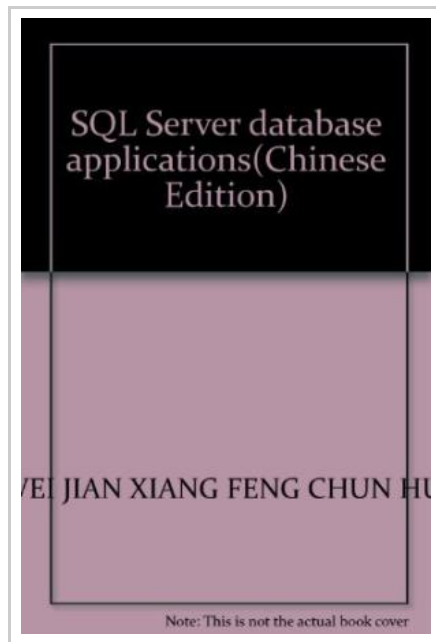 SQL Server database
applications(Chinese
Edition)
JIAN XIANG FENG CHUN
Note: This is not the actual book cover